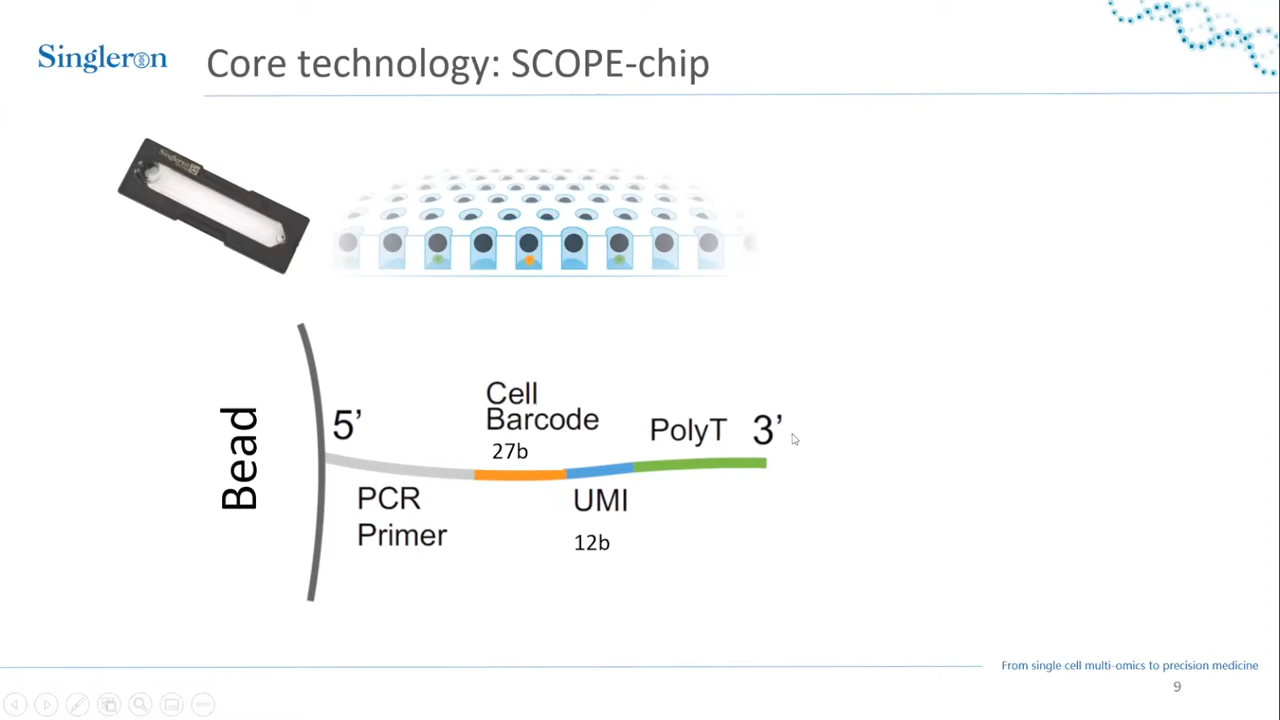 Singleron
Core technology: SCOPE-chip
Singleron
Bead
5’
Cell
Barcode
27b
PolyT
3’
PCR
Primer
UMI
12b
From single cell multi-omics to precision medicine
9